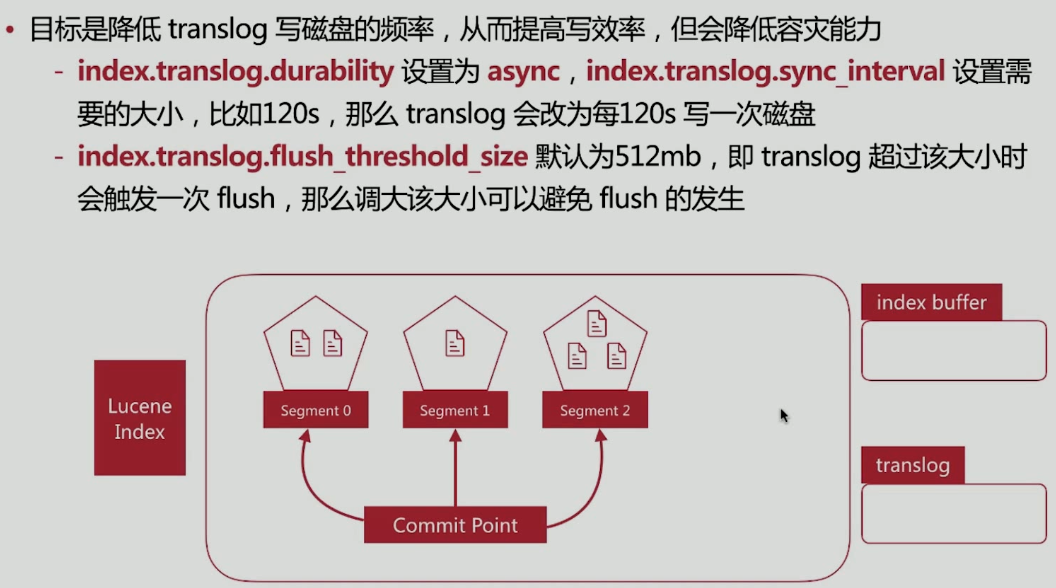 • 目标是降低 translog 写磁盘的频率，从而提高写效率，但会降低容灾能力
- index.translog.durability 设置为 async，index.translog.sync_interval 设置需
要的大小，比如120s，那么 translog 会改为每120s 写一次磁盘
- index.translog.flush_threshold_size 默认为512mb，即 translog 超过该大小时
会触发一次 flush，那么调大该大小可以避免 flush 的发生
index buffer
Lucene
Index
Segment 0
Segment 1
Segment 2
translog
Commit Point